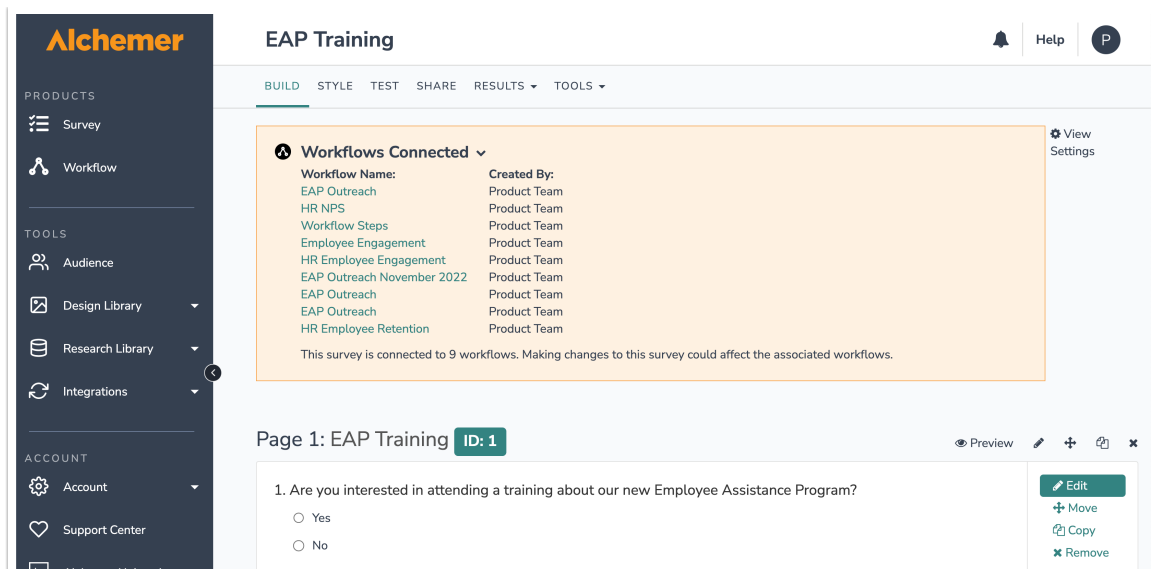 Alchemer
PRODUCTS
Survey
Workflow
TOOLS
Audience
Design Library
Research Library
Integrations
ACCOUNT
Account
Support Center
EAP Training
Help
P
BUILD STYLE TEST SHARE RESULTS TOOLS
View Settings
Workflows Connected
Workflow Name: Created By:
EAP Outreach Product Team
HR NPS Product Team
Workflow Steps Product Team
Employee Engagement Product Team
HR Employee Engagement Product Team
EAP Outreach November 2022 Product Team
EAP Outreach Product Team
EAP Outreach Product Team
HR Employee Retention Product Team
This survey is connected to 9 workflows. Making changes to this survey could affect the associated workflows.
Page 1: EAP Training ID: 1
Preview
1. Are you interested in attending a training about our new Employee Assistance Program?
Yes
No
Edit
Move
Copy
Remove